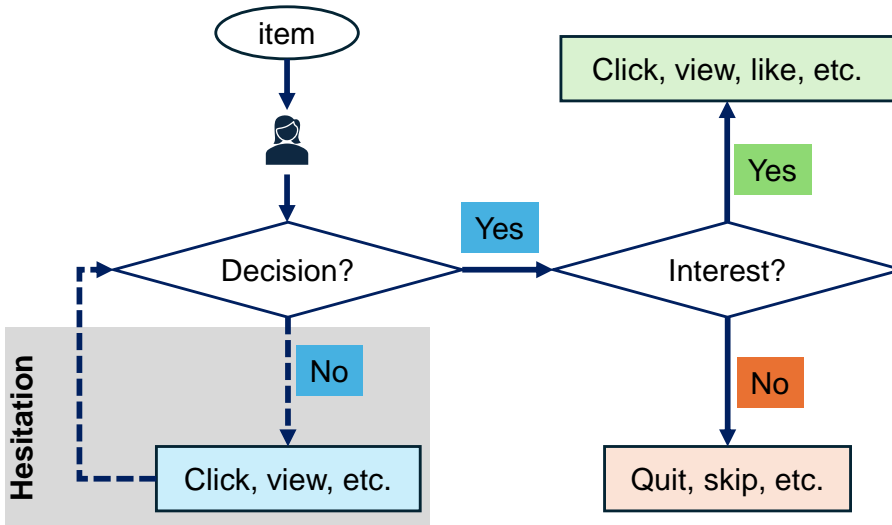 item
Click, view, like, etc.
Yes
Yes
Decision?
Interest?
Hesitation
No
No
Click, view, etc.
Quit, skip, etc.